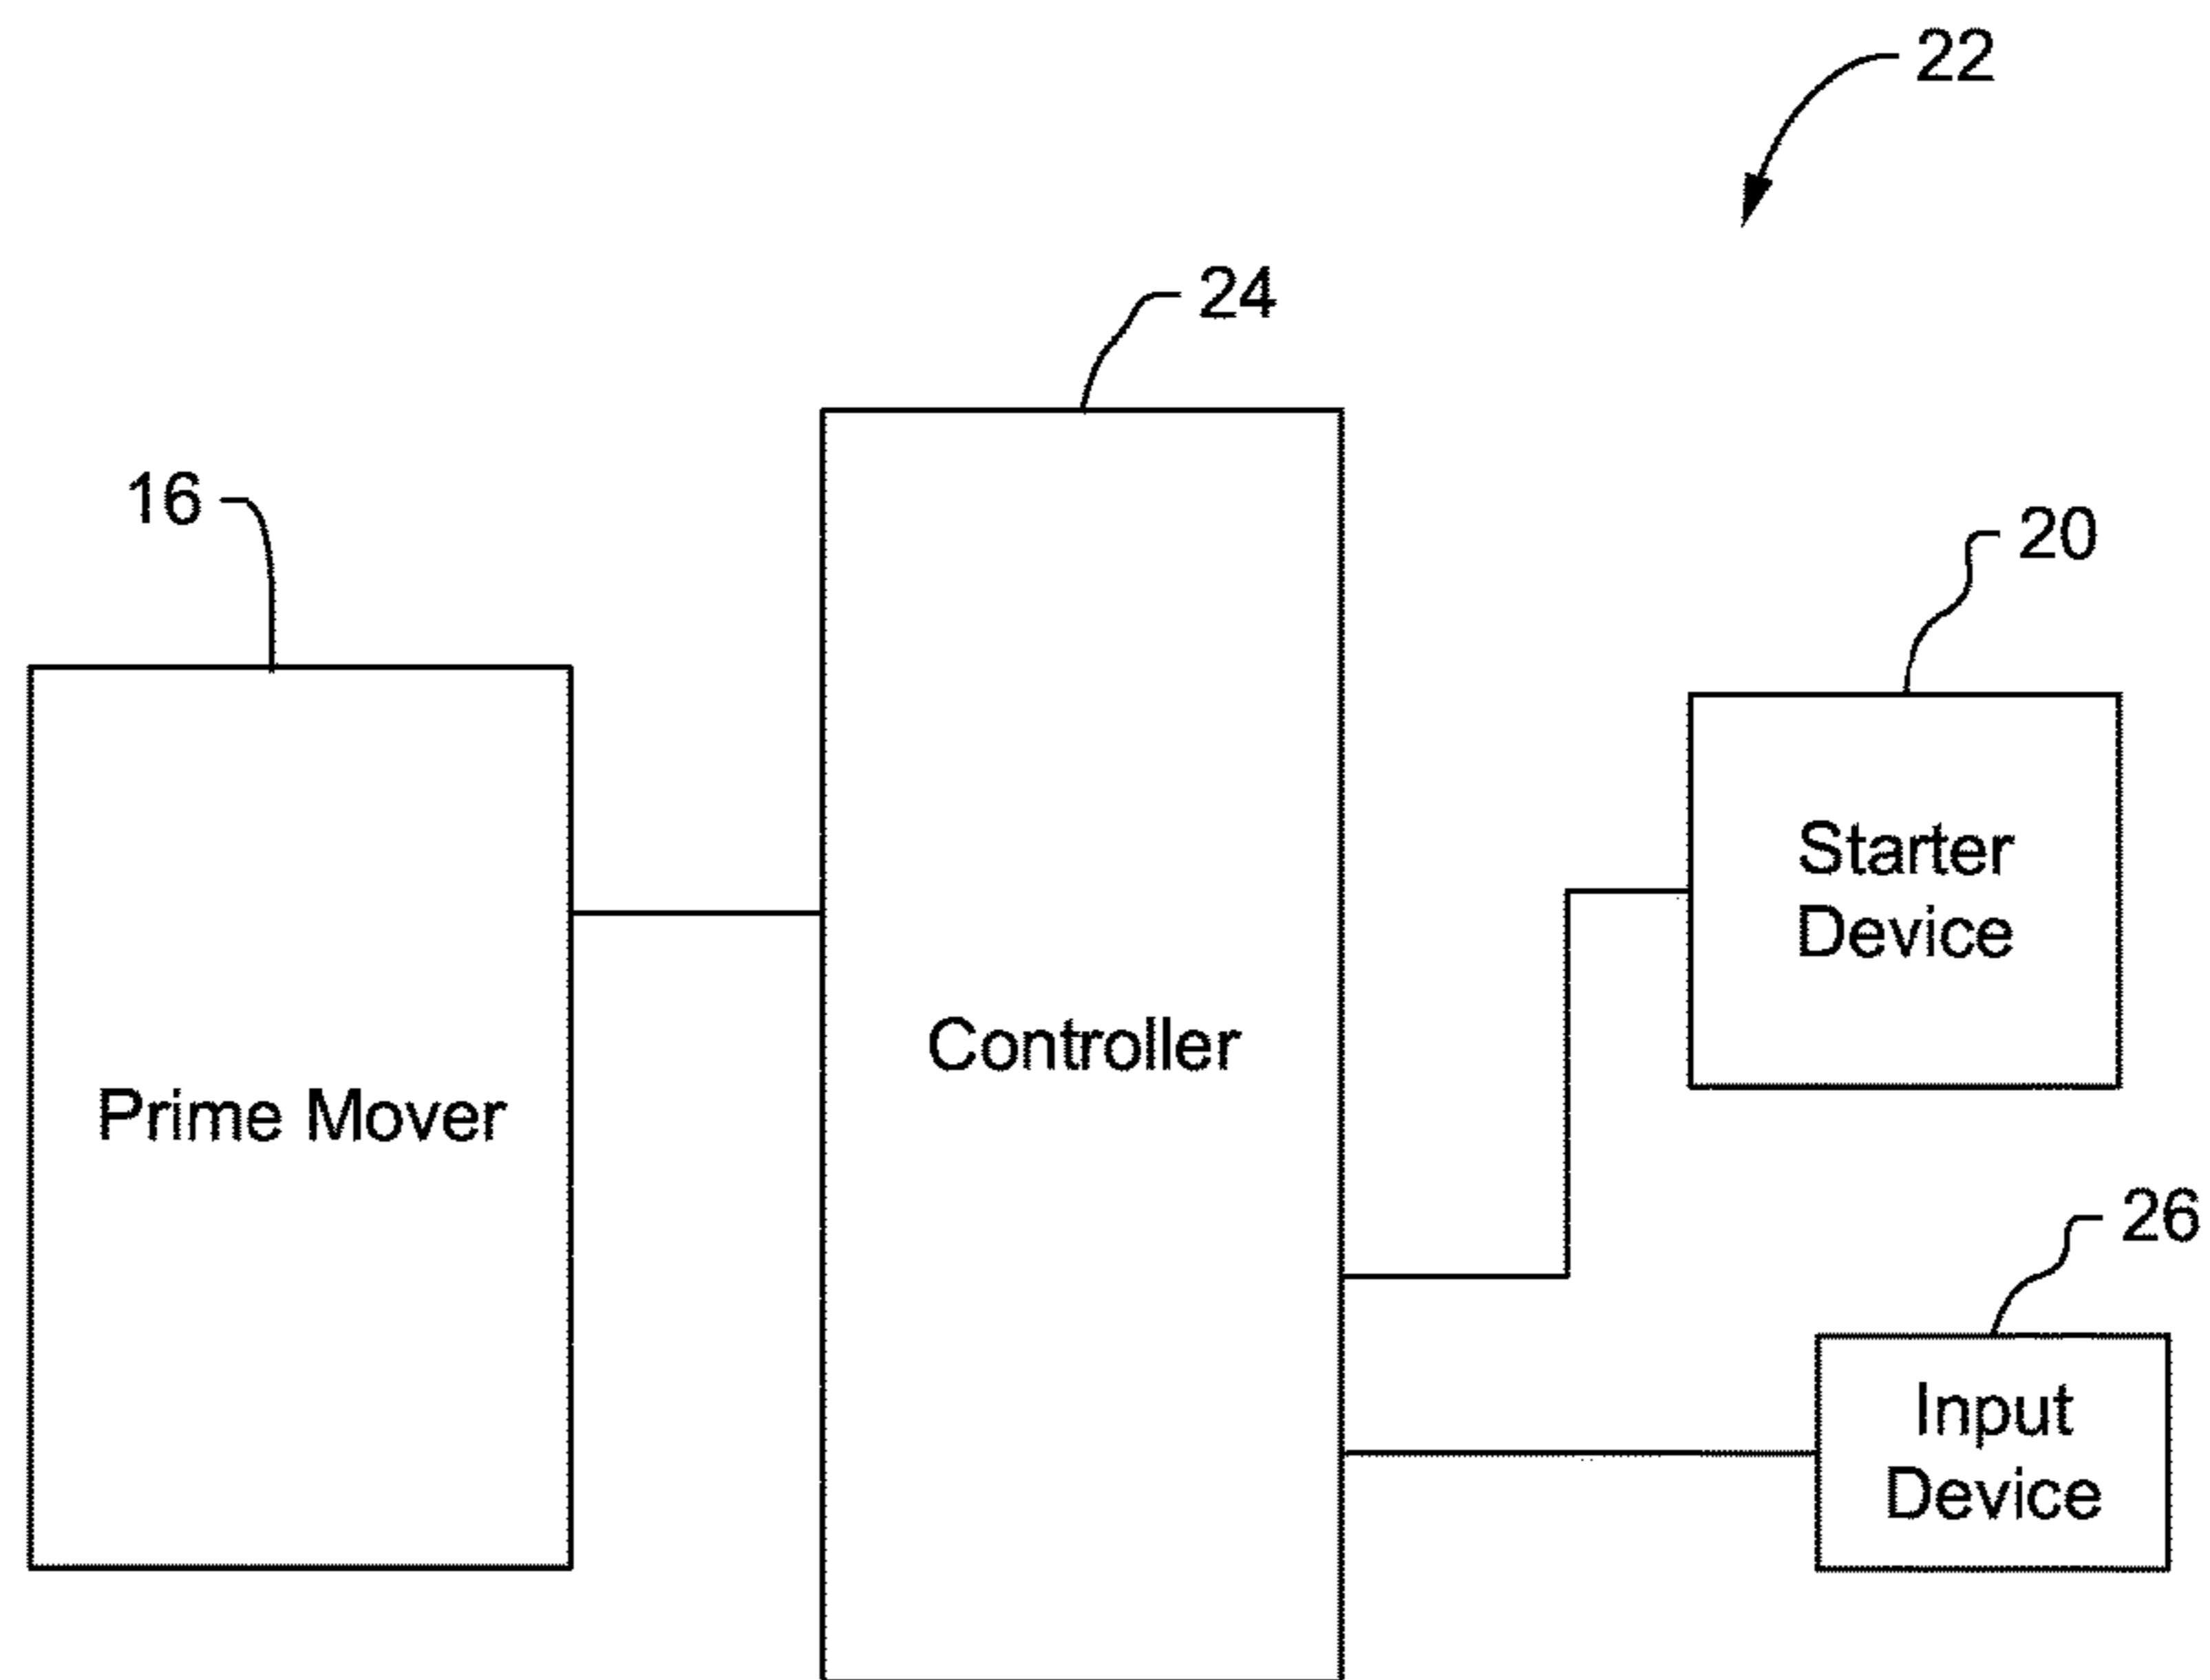 22
24
16
20
Starter
Device
Controller
Prime Mover
26
Input
Device